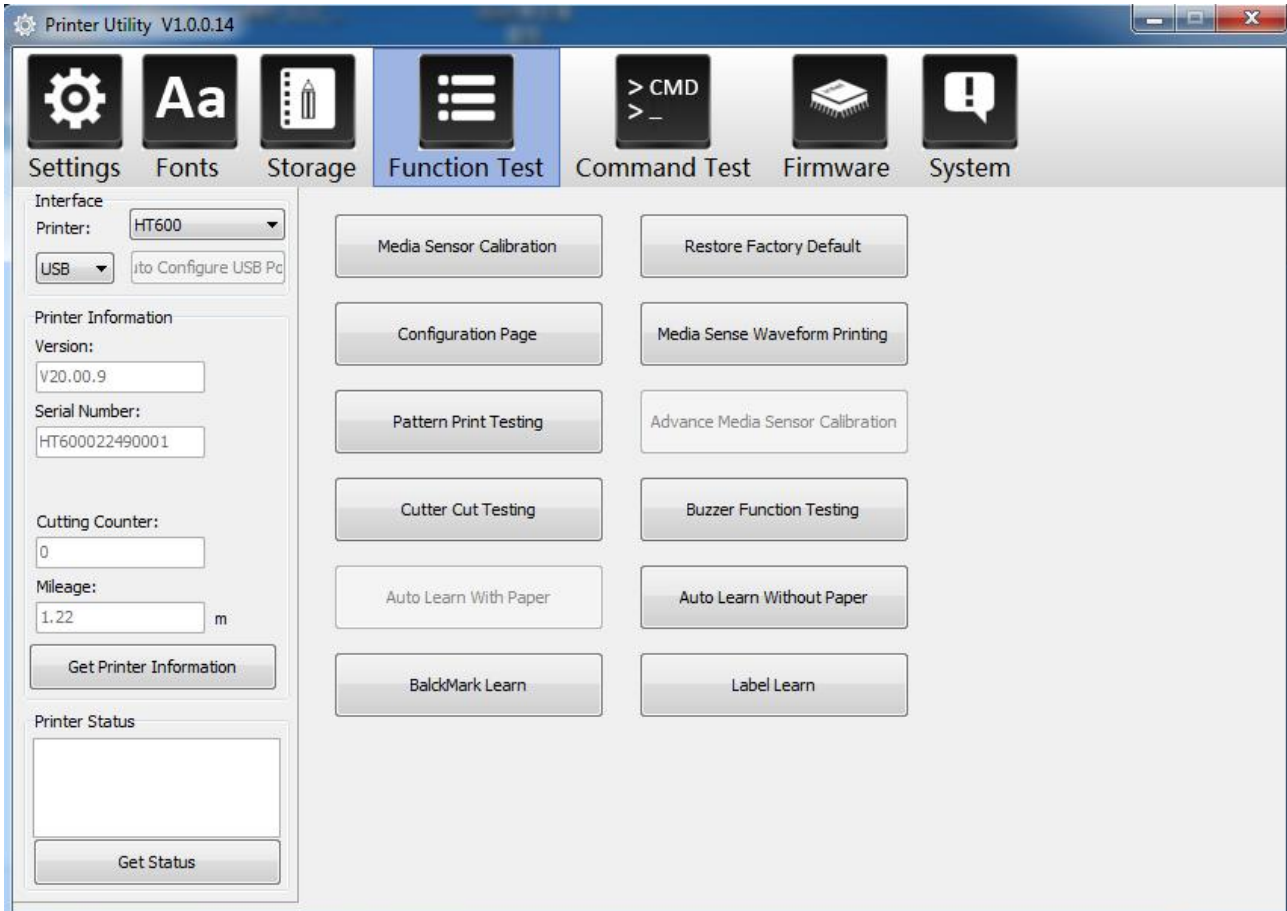 Printer Utility V1.0.0.14
Aa
> CMD
> _
Settings
Fonts
Storage
Function Test
Command Test
Firmware
System
Interface
Printer:
HT600
USB
ito Configure USB Pc
Printer Information
Version:
V20.00.9
Serial Number:
HT600022490001
Cutting Counter:
0
Mileage:
1.22 m
Get Printer Information
Printer Status
Get Status
Media Sensor Calibration
Restore Factory Default
Configuration Page
Media Sense Waveform Printing
Pattern Print Testing
Advance Media Sensor Calibration
Cutter Cut Testing
Buzzer Function Testing
Auto Learn With Paper
Auto Learn Without Paper
BalckMark Learn
Label Learn